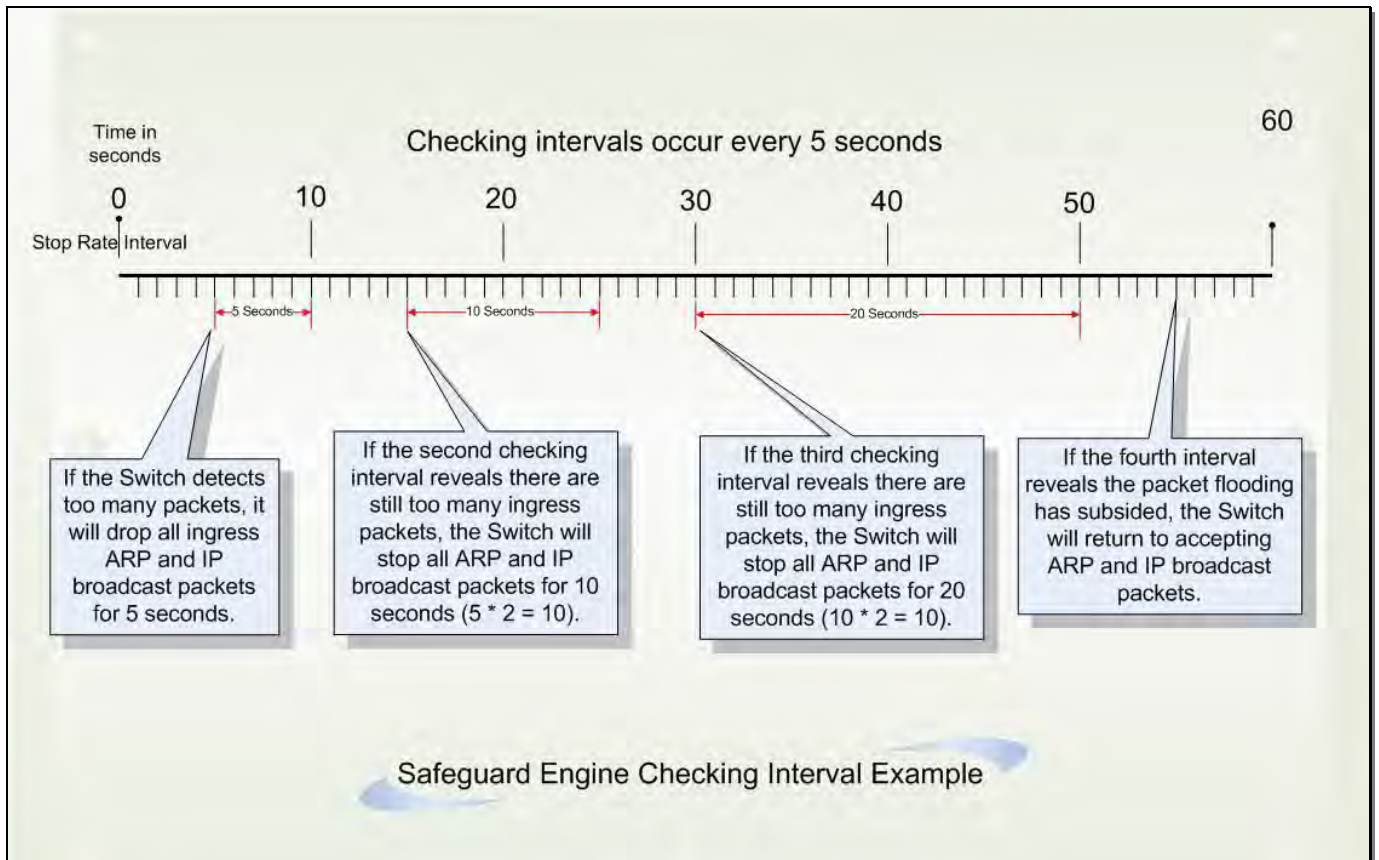 Time in
seconds
Checking intervals occur every 5 seconds
60
0
10
20
30
40
50
Stop Rate Interval
5 Seconds
10 Seconds
20 Seconds
If the Switch detects
too many packets, it
will drop all ingress
ARP and IP
broadcast packets
for 5 seconds.
If the second checking
interval reveals there are
still too many ingress
packets, the Switch will
stop all ARP and IP
broadcast packets for 10
seconds (5 * 2 = 10).
If the third checking
interval reveals there are
still too many ingress
packets, the Switch will
stop all ARP and IP
broadcast packets for 20
seconds (10 * 2 = 10).
If the fourth interval
reveals the packet flooding
has subsided, the Switch
will return to accepting
ARP and IP broadcast
packets.
Safeguard Engine Checking Interval Example